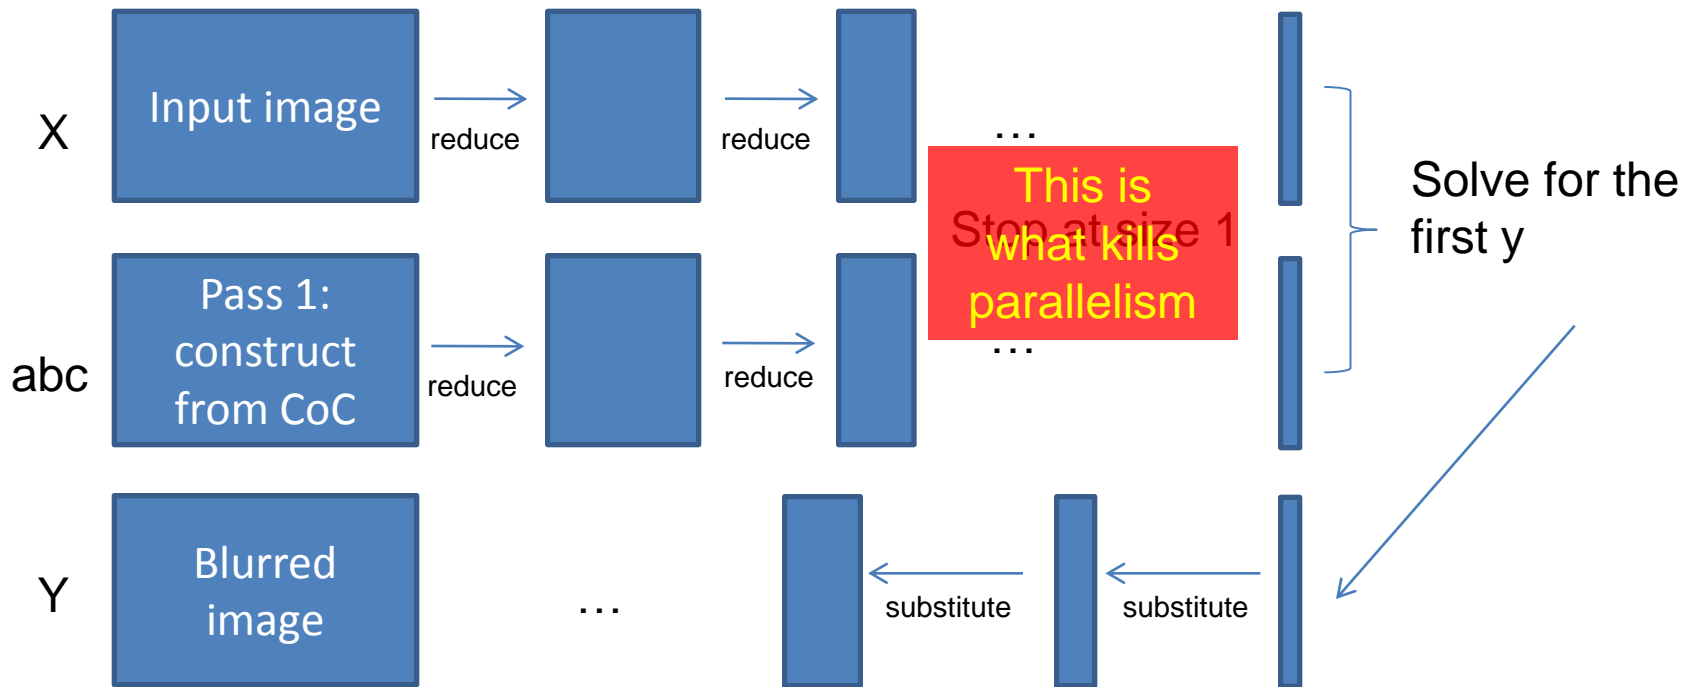 X
Input image
reduce
reduce
...
This is
what kills
parallelism
Stop at size 1
Solve for the
first y
abc
Pass 1:
construct
from CoC
reduce
reduce
...
Y
Blurred
image
...
substitute
substitute